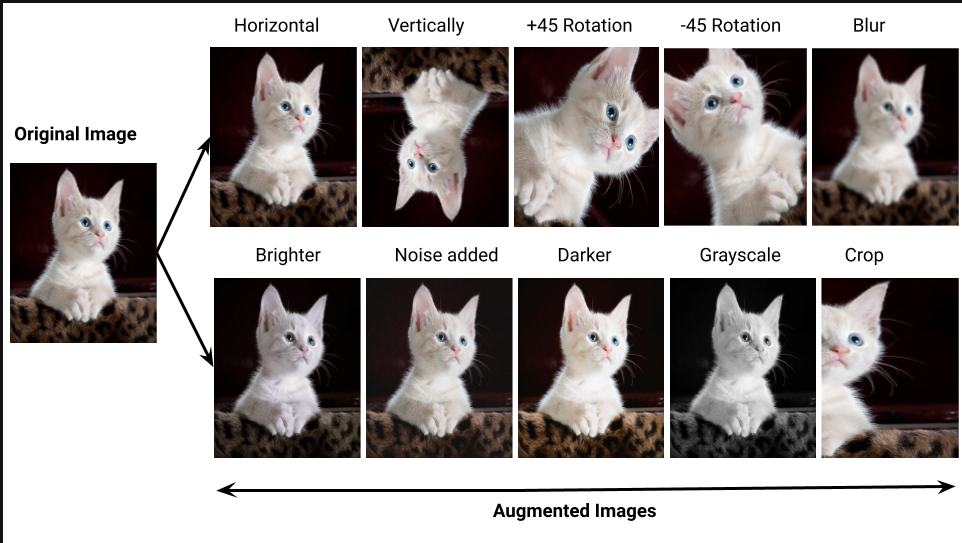 Horizontal
Vertically
+45 Rotation
-45 Rotation
Blur
Original Image
Brighter
Noise added
Darker
Grayscale
Crop
Augmented Images